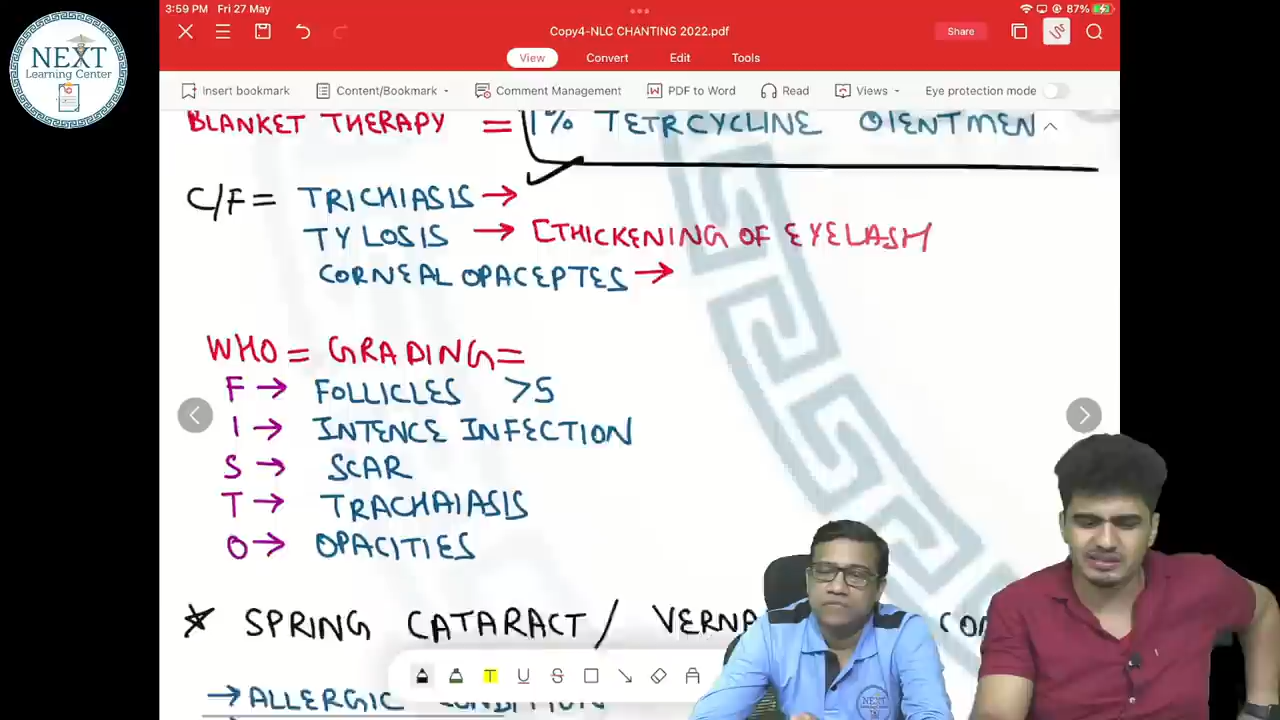 3:59 PM Fri 27 May
87%
NEXT
Learning Center
Copy4-NLC CHANTING 2022.pdf
Share
View Convert Edit Tools
Insert bookmark Content/Bookmark Comment Management PDF to Word Read Views Eye protection mode
BLANKET THERAPY = 1% TETRCYCLINE OIENTMEN
C/F = TRICHIASIS →
TYLOSIS → [THICKENING OF EYELASH
CORNEAL OPACEPTES →
WHO = GRADING =
F → FOLLICLES >5
I → INTENCE INFECTION
S → SCAR
T → TRACHAIASIS
O → OPACITIES
* SPRING CATARACT / VERNA CON
→ ALLERGIC CONDITION
NEXT